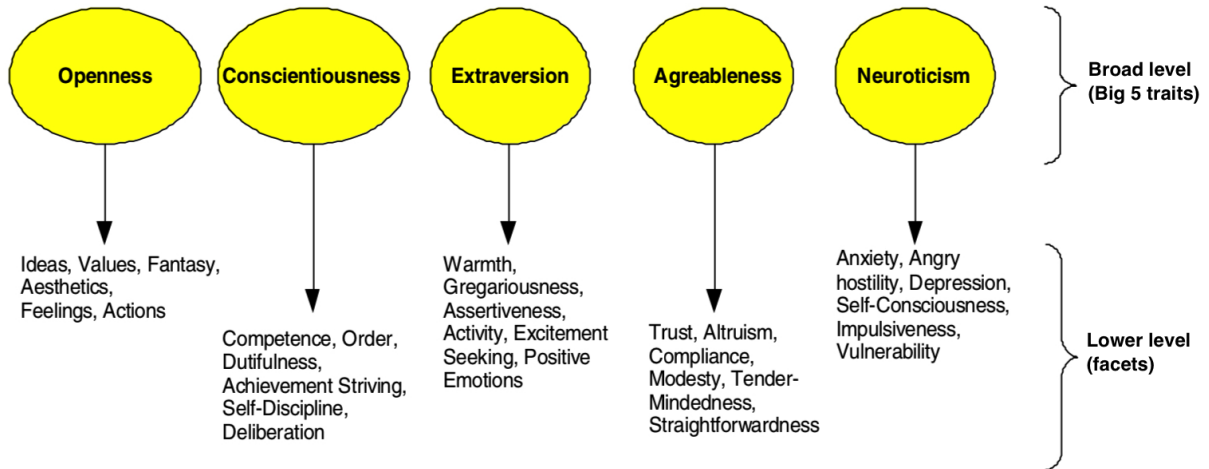 Openness
Conscientiousness
Extraversion
Agreableness
Neuroticism
Broad level
(Big 5 traits)
Ideas, Values, Fantasy,
Aesthetics,
Feelings, Actions
Competence, Order,
Dutifulness,
Achievement Striving,
Self-Discipline,
Deliberation
Warmth,
Gregariousness,
Assertiveness,
Activity, Excitement
Seeking, Positive
Emotions
Trust, Altruism,
Compliance,
Modesty, Tender-
Mindedness,
Straightforwardness
Anxiety, Angry
hostility, Depression,
Self-Consciousness,
Impulsiveness,
Vulnerability
Lower level
(facets)